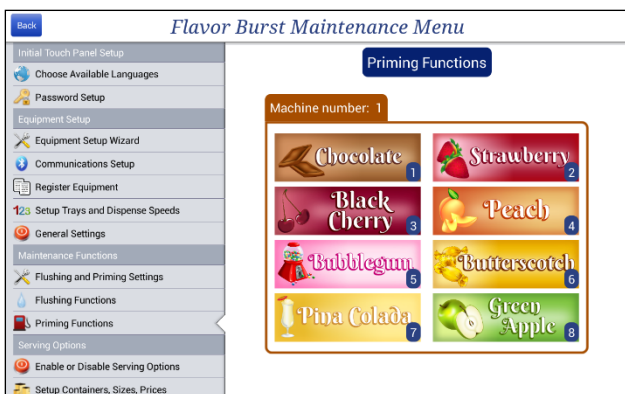 Back
Flavor Burst Maintenance Menu
Initial Touch Panel Setup
Choose Available Languages
Password Setup
Equipment Setup
Equipment Setup Wizard
Communications Setup
Register Equipment
123 Setup Trays and Dispense Speeds
General Settings
Maintenance Functions
Flushing and Priming Settings
Flushing Functions
Priming Functions
Serving Options
Enable or Disable Serving Options
Setup Containers, Sizes, Prices
Priming Functions
Machine number: 1
Chocolate 1
Strawberry 2
Black
Cherry 3
Peach 4
Bubblegum 5
Butterscotch 6
Pina Colada 7
Green
Apple 8